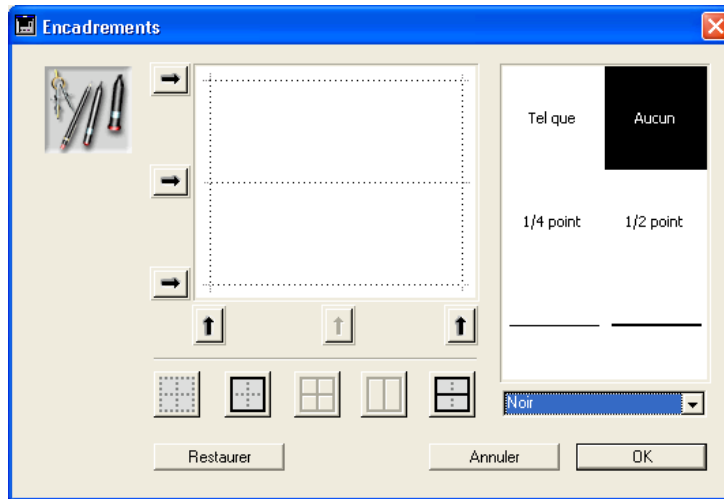 Encadrements
Tel que
Aucun
1/4 point
1/2 point
Noir
Restaurer
Annuler
OK